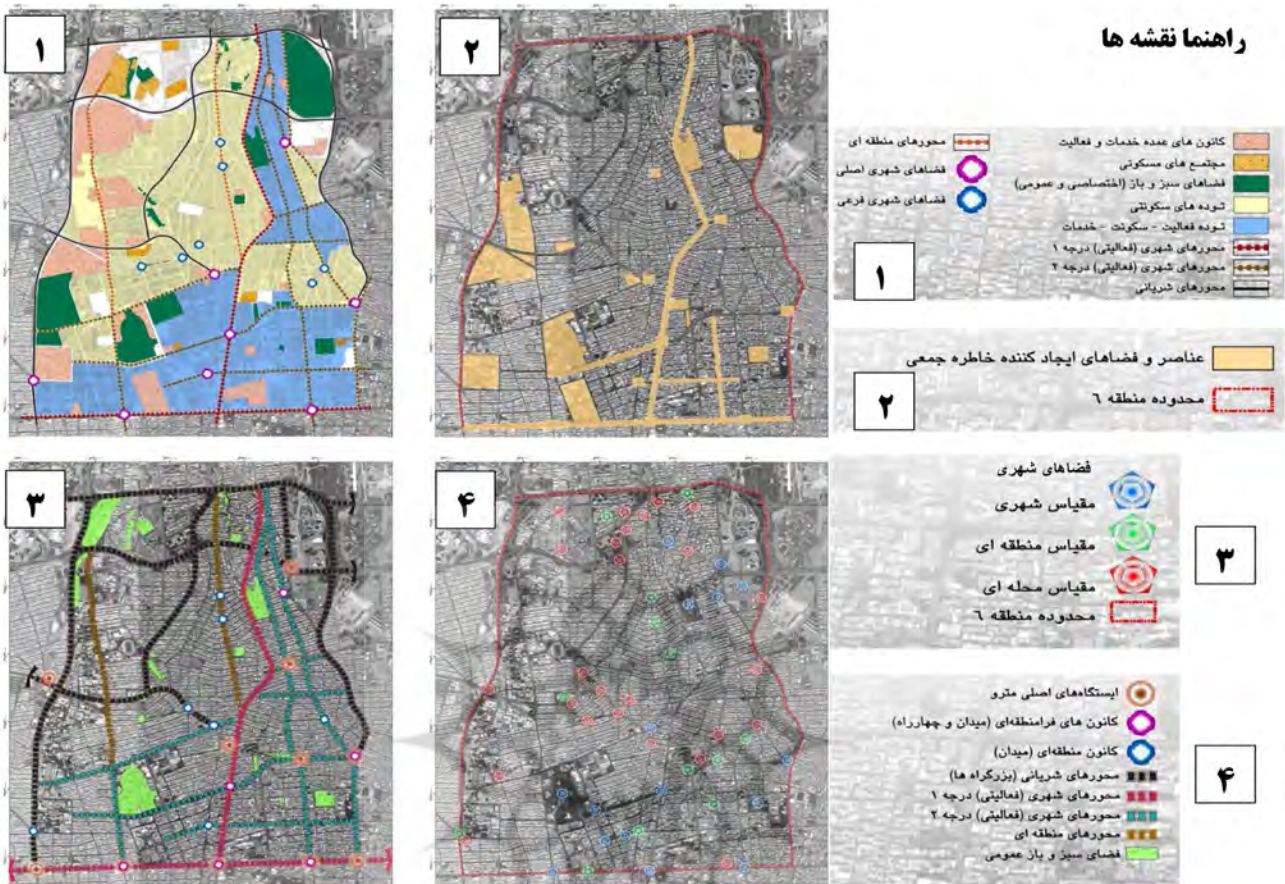 ۱
۲
راهنما نقشه ها
محورهای منطقه ای
فضاهای شهری اصلی
فضاهای شهری فرعی
کانون های عمده خدمات و فعالیت
مجتمع های مسکونی
فضاهای سبز و باز (اختصاصی و عمومی)
توده های سکونتی
توده فعالیت - سکونت - خدمات
محورهای شهری (فعالیتی) درجه ۱
محورهای شهری (فعالیتی) درجه ۲
محورهای شریانی
۱
عناصر و فضاهای ایجاد کننده خاطره جمعی
محدوده منطقه ٦
۲
۳
۴
فضاهای شهری
مقیاس شهری
مقیاس منطقه ای
مقیاس محله ای
محدوده منطقه ٦
۳
ایستگاه‌های اصلی مترو
کانون های فرامنطقه‌ای (میدان و چهارراه)
کانون منطقه‌ای (میدان)
محورهای شریانی (بزرگراه ها)
محورهای شهری (فعالیتی) درجه ۱
محورهای شهری (فعالیتی) درجه ۲
محورهای منطقه ای
فضای سبز و باز عمومی
۴